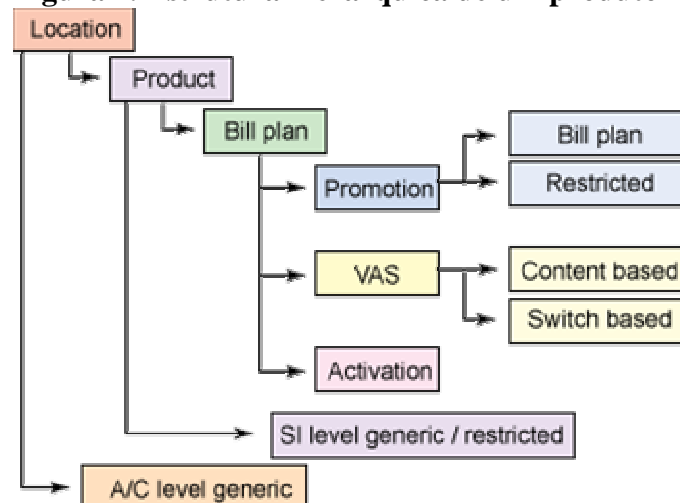 Location
Product
Bill plan
Bill plan
Promotion
Restricted
VAS
Content based
Switch based
Activation
SI level generic / restricted
A/C level generic